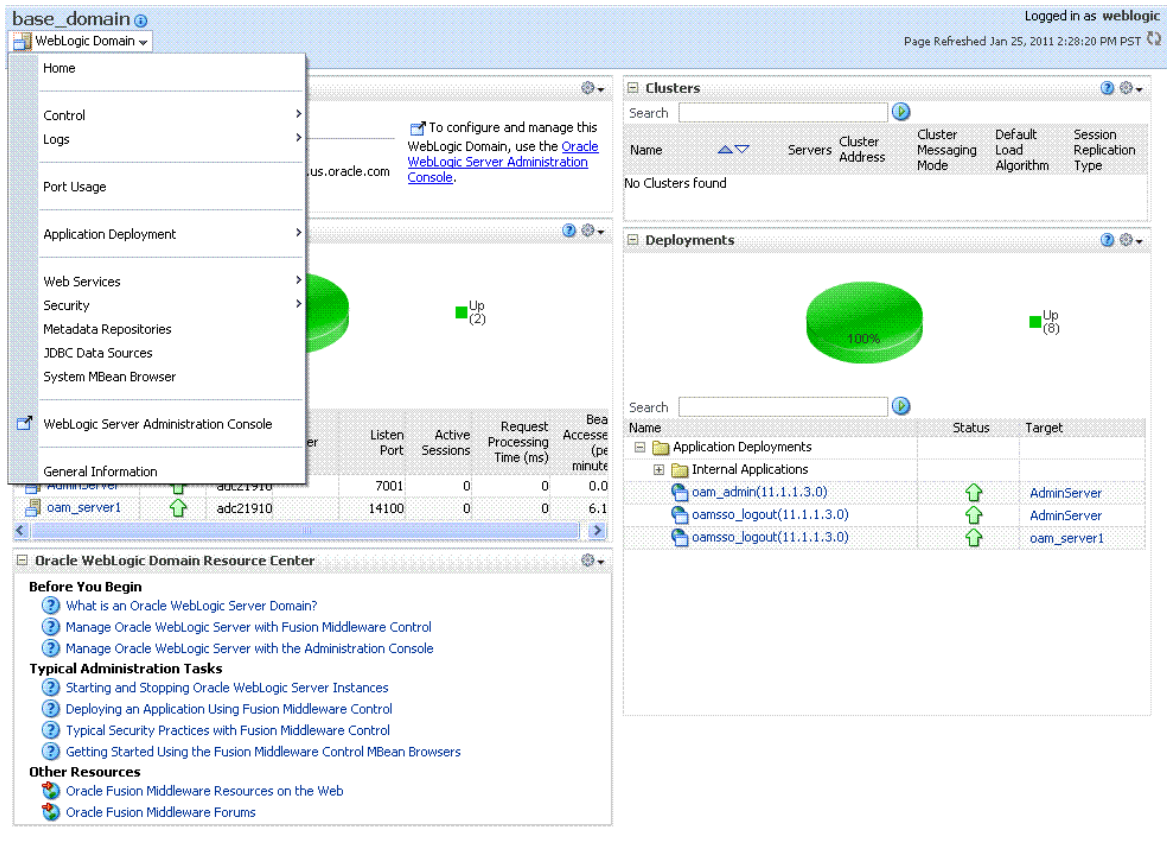 base_domain
Logged in as weblogic
WebLogic Domain
Page Refreshed Jan 25, 2011 2:28:20 PM PST
Home
Control
Logs
Port Usage
Application Deployment
Web Services
Security
Metadata Repositories
JDBC Data Sources
System MBean Browser
WebLogic Server Administration Console
General Information
To configure and manage this
WebLogic Domain, use the Oracle
WebLogic Server Administration
Console.
.us.oracle.com
Up
(2)
Listen
Port
Active
Sessions
Request
Processing
Time (ms)
Bea
Accesse
(pe
minute
AdminServer adc21910 7001 0 0 0.0
oam_server1 adc21910 14100 0 0 6.1
Oracle WebLogic Domain Resource Center
Before You Begin
What is an Oracle WebLogic Server Domain?
Manage Oracle WebLogic Server with Fusion Middleware Control
Manage Oracle WebLogic Server with the Administration Console
Typical Administration Tasks
Starting and Stopping Oracle WebLogic Server Instances
Deploying an Application Using Fusion Middleware Control
Typical Security Practices with Fusion Middleware Control
Getting Started Using the Fusion Middleware Control MBean Browsers
Other Resources
Oracle Fusion Middleware Resources on the Web
Oracle Fusion Middleware Forums
Clusters
Search
Name
Servers
Cluster
Address
Cluster
Messaging
Mode
Default
Load
Algorithm
Session
Replication
Type
No Clusters found
Deployments
100%
Up
(8)
Search
Name Status Target
Application Deployments
Internal Applications
oam_admin(11.1.1.3.0) AdminServer
oamsso_logout(11.1.1.3.0) AdminServer
oamsso_logout(11.1.1.3.0) oam_server1